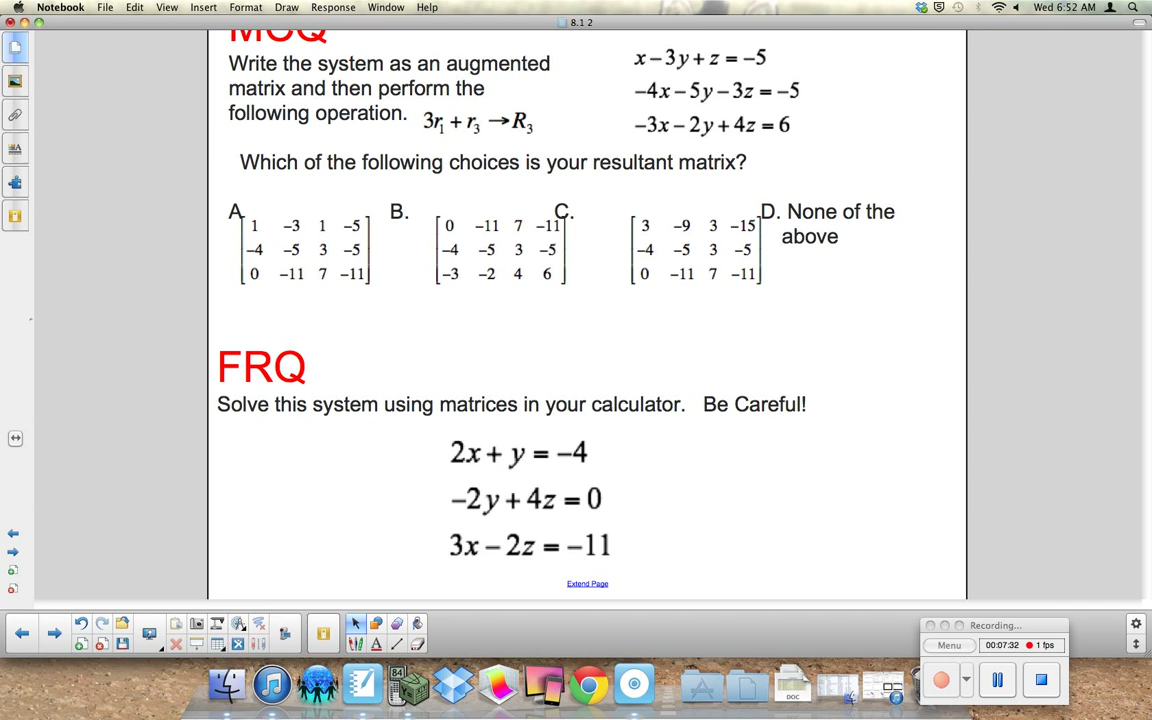 Notebook File Edit View Insert Format Draw Response Window Help Wed 6:52 AM
8.1 2
MCQ
Write the system as an augmented
matrix and then perform the
following operation. 3r₁ + r₃ → R₃
x − 3y + z = −5
−4x − 5y − 3z = −5
−3x − 2y + 4z = 6
Which of the following choices is your resultant matrix?
A.
1 −3 1 −5
−4 −5 3 −5
0 −11 7 −11
B.
0 −11 7 −11
−4 −5 3 −5
−3 −2 4 6
C.
3 −9 3 −15
−4 −5 3 −5
0 −11 7 −11
D. None of the
above
FRQ
Solve this system using matrices in your calculator. Be Careful!
2x + y = −4
−2y + 4z = 0
3x − 2z = −11
Extend Page
Recording...
Menu 00:07:32 1 fps
84
DOC